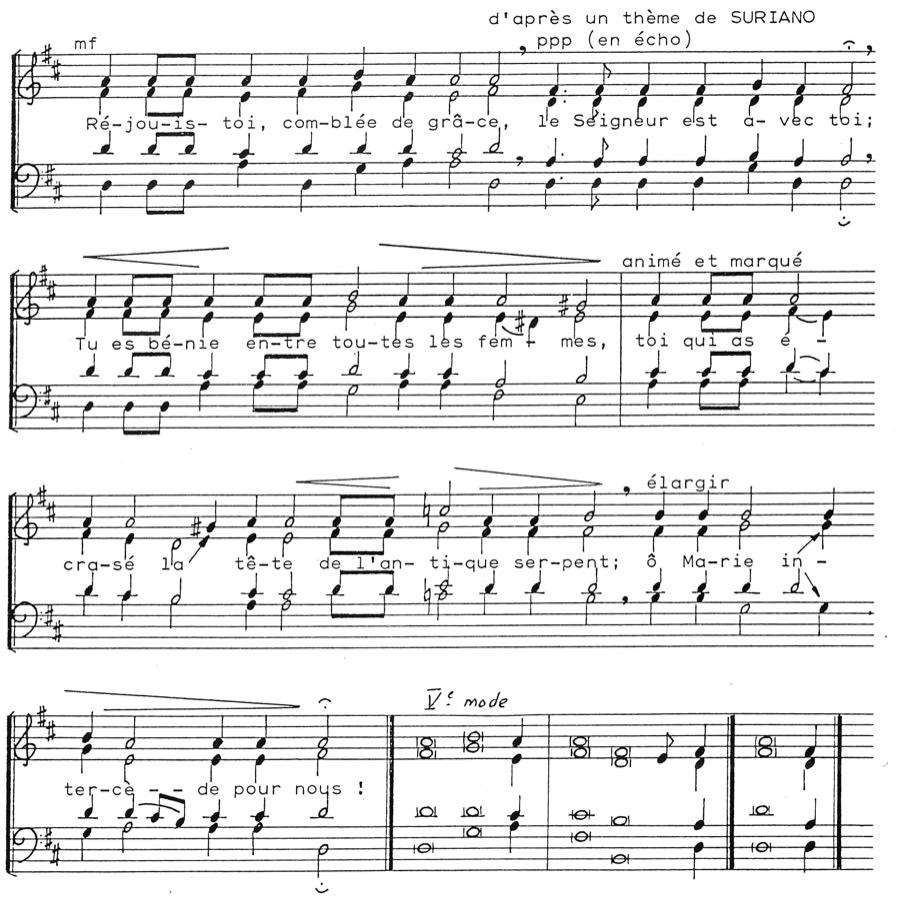 d'après un thème de SURIANO
mf ppp (en écho)
Ré-jou-is- toi, com-blée de grâ-ce, le Seigneur est a-vec toi;
animé et marqué
Tu es bé-nie en-tre tou-tes les fem - mes, toi qui as é -
élargir
cra-sé la tê-te de l'an- ti-que ser-pent; ô Ma-rie in -
Ve mode
ter-cè - - de pour nous !